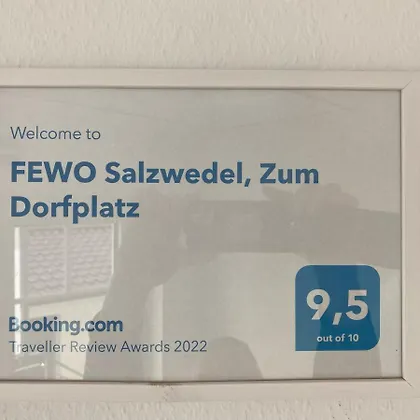 Welcome to
FEWO Salzwedel, Zum
Dorfplatz
9,5
out of 10
Booking.com
Traveller Review Awards 2022